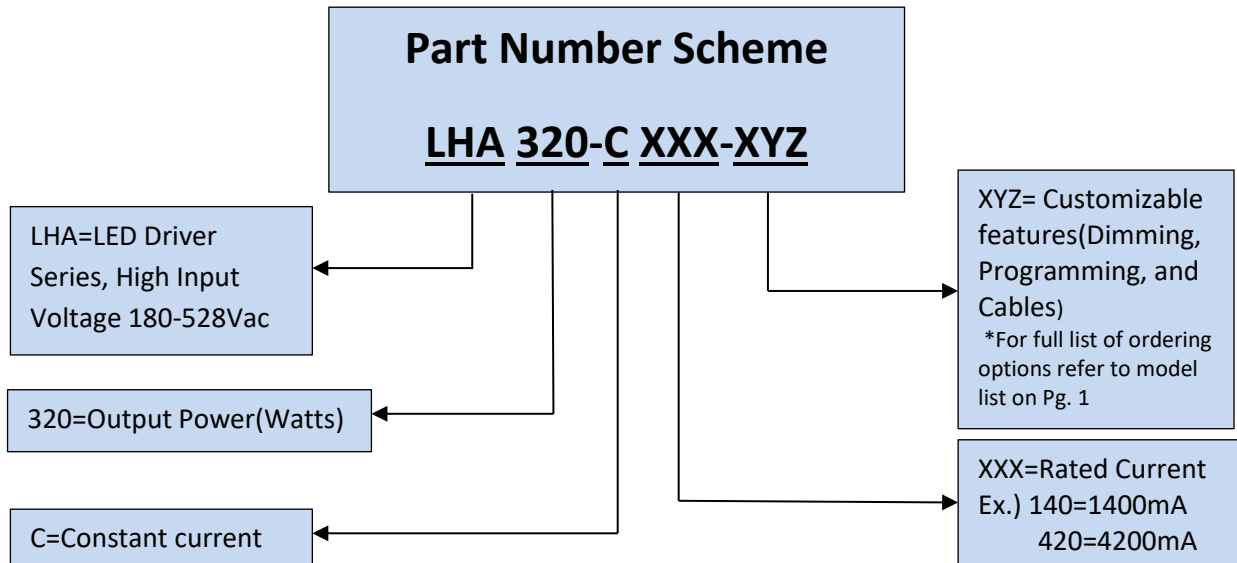 Part Number Scheme
LHA 320-C XXX-XYZ
LHA=LED Driver
Series, High Input
Voltage 180-528Vac
320=Output Power(Watts)
C=Constant current
XYZ= Customizable
features(Dimming,
Programming, and
Cables)
*For full list of ordering
options refer to model
list on Pg. 1
XXX=Rated Current
Ex.) 140=1400mA
420=4200mA